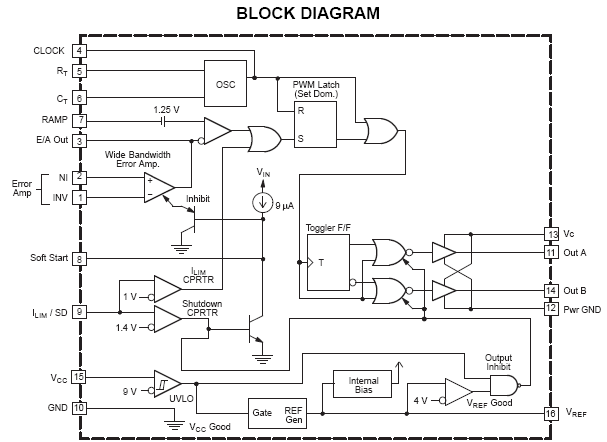 BLOCK DIAGRAM
CLOCK 4
RT 5
CT 6
OSC
PWM Latch
(Set Dom.)
R
S
RAMP 7
1.25 V
E/A Out 3
Wide Bandwidth
Error Amp.
Error
Amp
NI 2
INV 1
+
−
Inhibit
VIN
9 µA
Soft Start 8
Toggler F/F
T
13 Vc
11 Out A
14 Out B
12 Pwr GND
ILIM
CPRTR
1 V
ILIM / SD 9
Shutdown
CPRTR
1.4 V
VCC 15
9 V
UVLO
GND 10
VCC Good
Gate
REF
Gen
Internal
Bias
4 V
VREF Good
Output
Inhibit
16 VREF